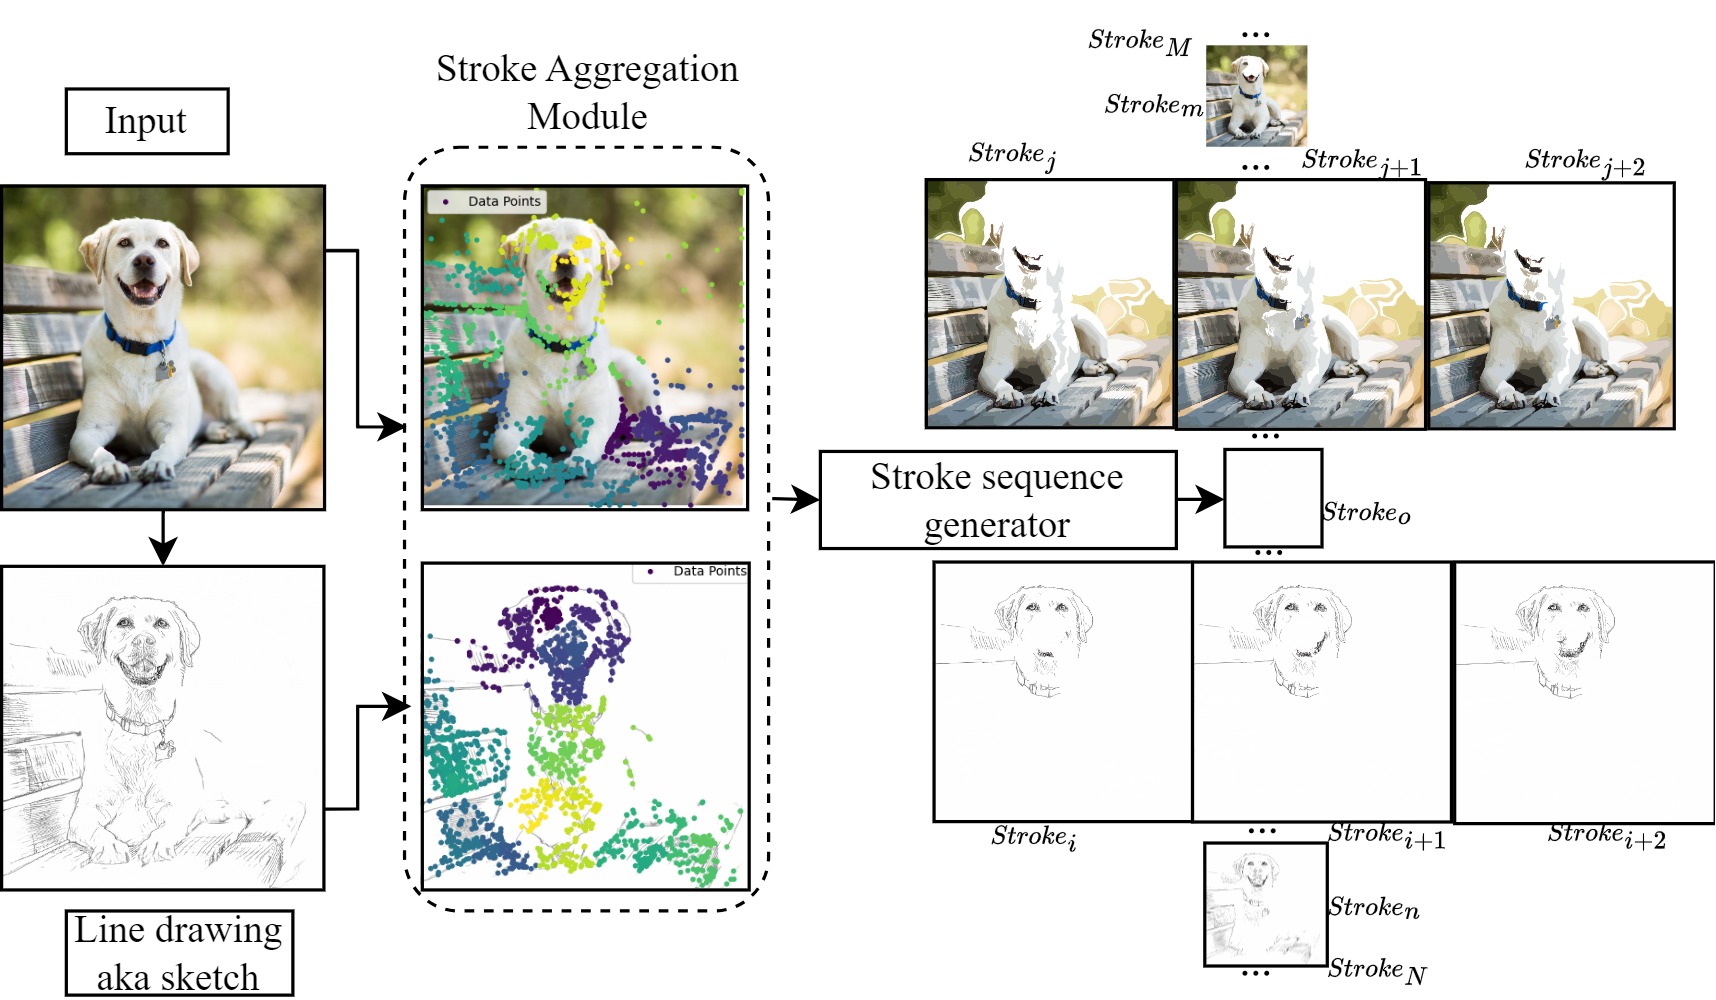 Input
Stroke Aggregation
Module
Data Points
Data Points
Line drawing
aka sketch
Stroke sequence
generator
Stroke_M
...
Stroke_m
Stroke_j
...
Stroke_{j+1}
Stroke_{j+2}
...
Stroke_o
...
Stroke_i
...
Stroke_{i+1}
Stroke_{i+2}
Stroke_n
Stroke_N
...